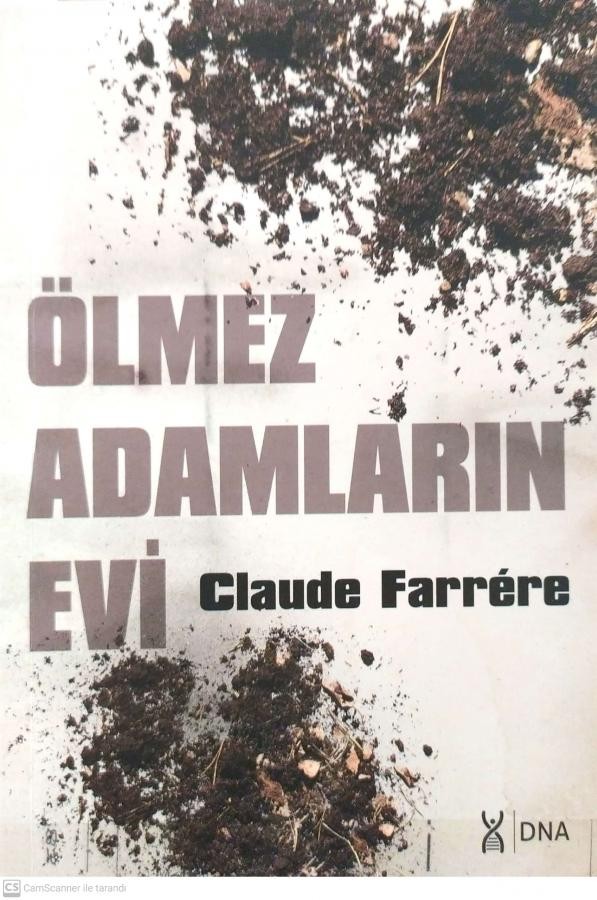 ÖLMEZ
ADAMLARIN
EVİ
Claude Farrére
DNA
CS CamScanner ile tarandı